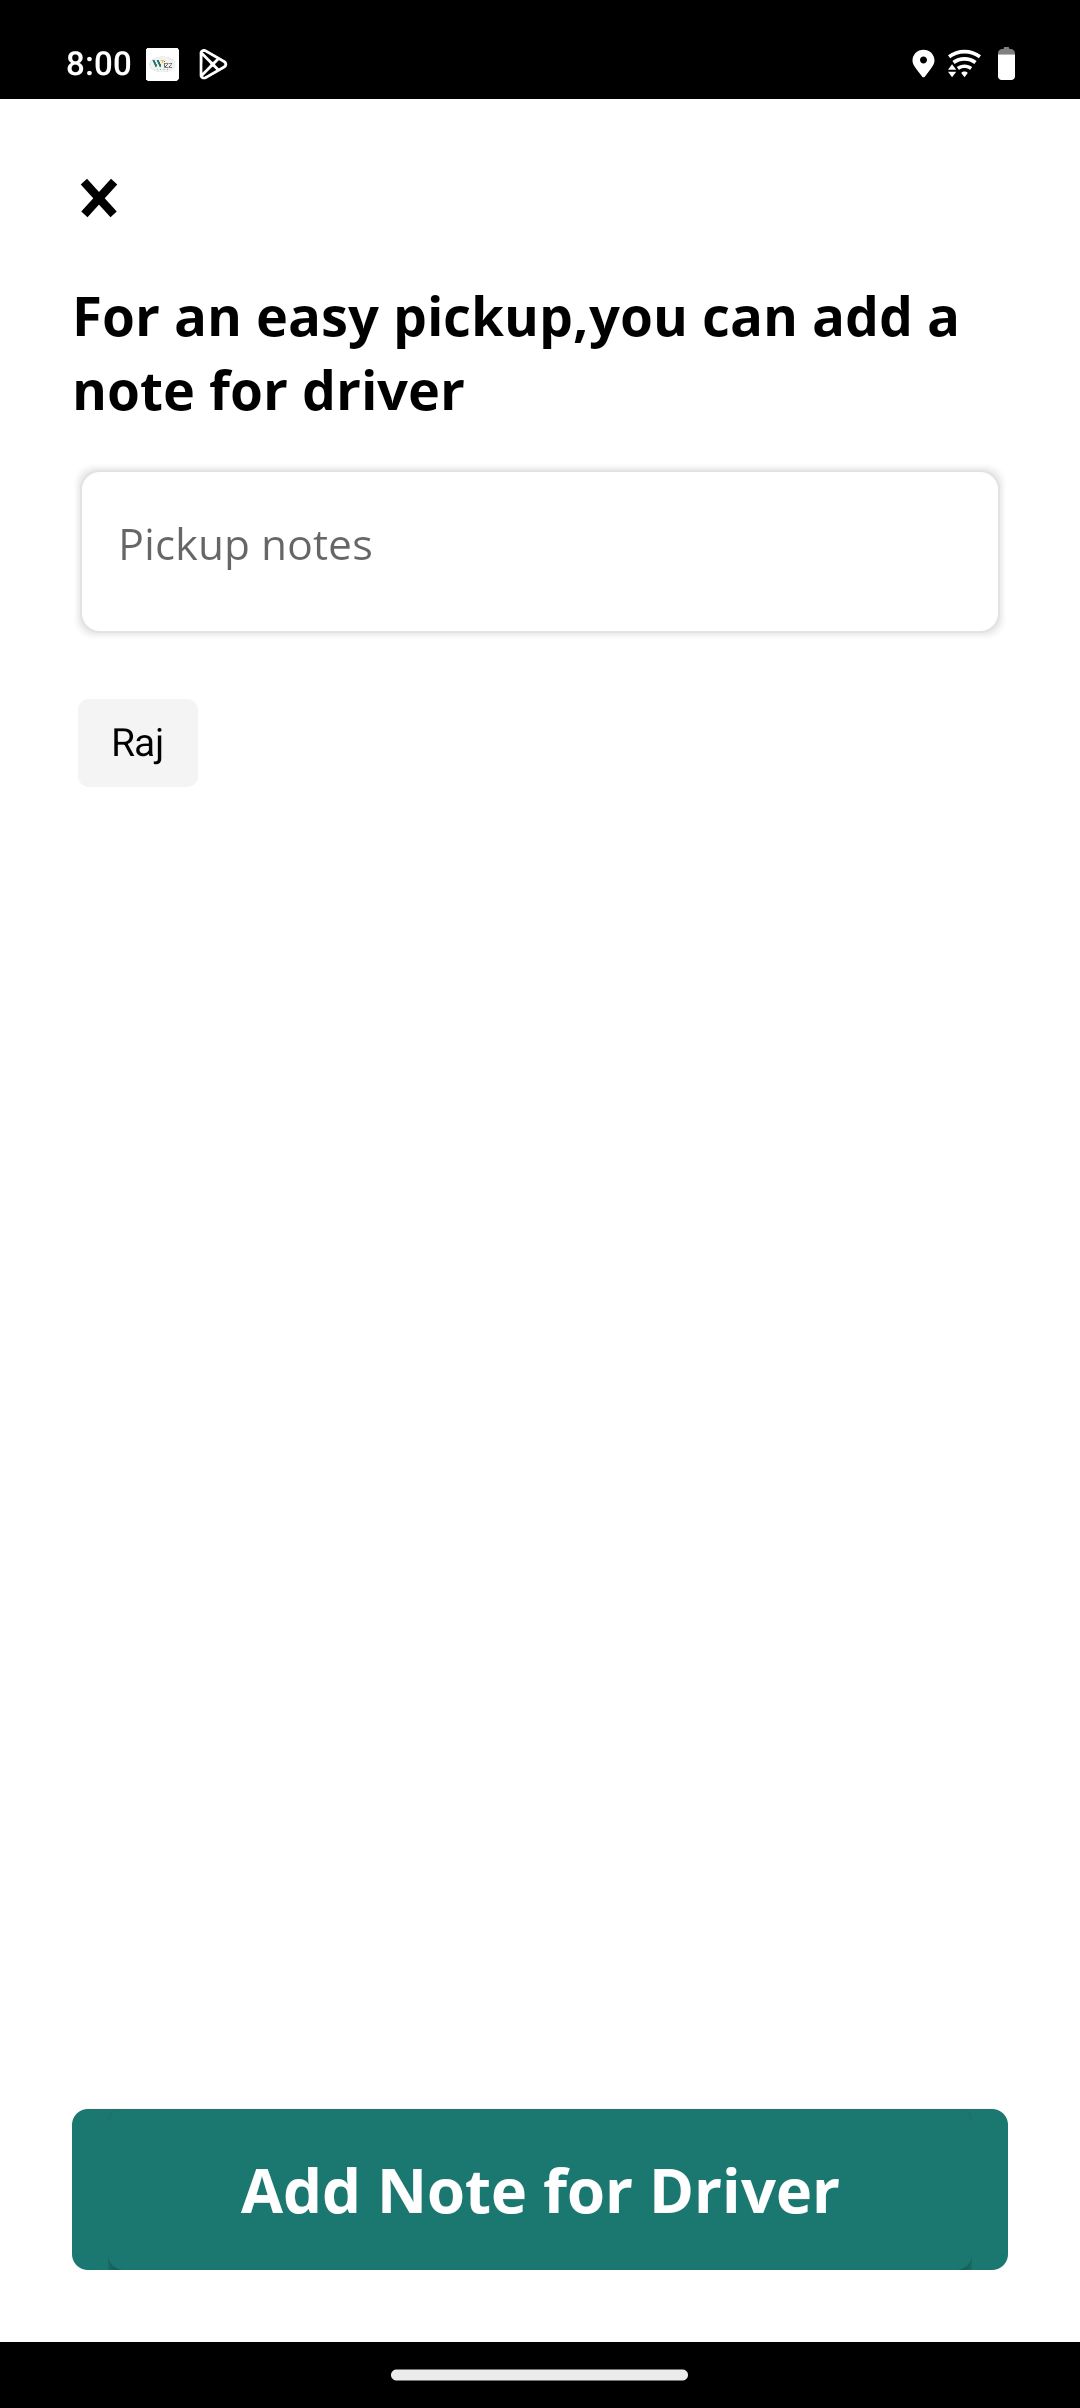 8:00
For an easy pickup,you can add a
note for driver
Pickup notes
Raj
Add Note for Driver